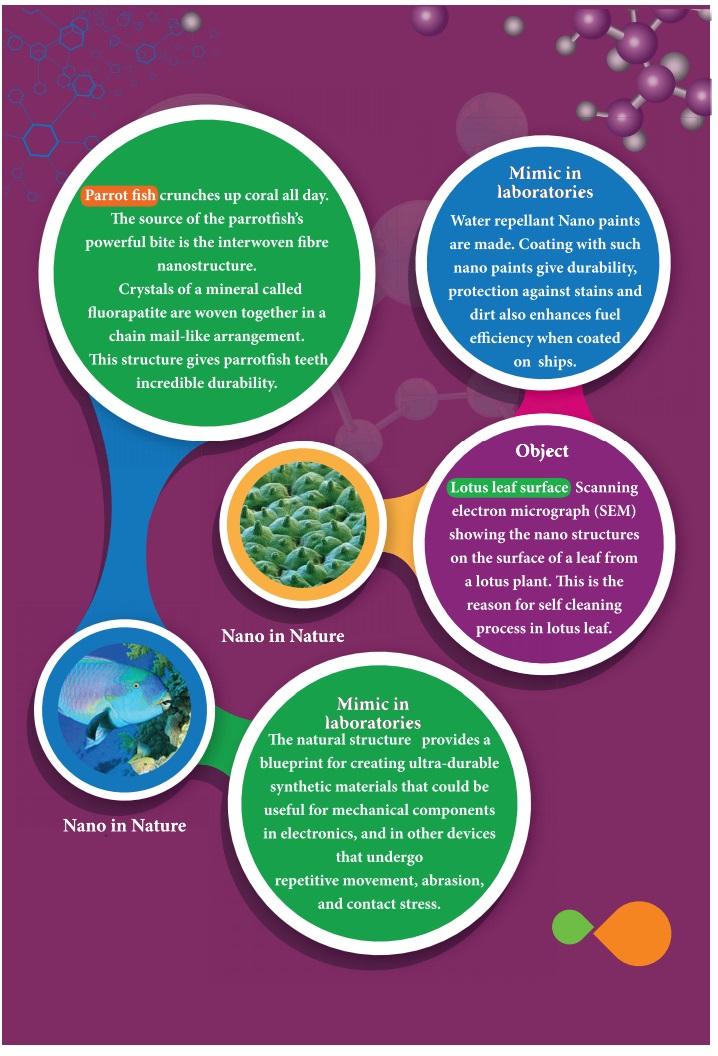 Parrot fish crunches up coral all day.
The source of the parrotfish's
powerful bite is the interwoven fibre
nanostructure.
Crystals of a mineral called
fluorapatite are woven together in a
chain mail-like arrangement.
This structure gives parrotfish teeth
incredible durability.
Mimic in
laboratories
Water repellant Nano paints
are made. Coating with such
nano paints give durability,
protection against stains and
dirt also enhances fuel
efficiency when coated
on ships.
Object
Lotus leaf surface Scanning
electron micrograph (SEM)
showing the nano structures
on the surface of a leaf from
a lotus plant. This is the
reason for self cleaning
process in lotus leaf.
Nano in Nature
Nano in Nature
Mimic in
laboratories
The natural structure provides a
blueprint for creating ultra-durable
synthetic materials that could be
useful for mechanical components
in electronics, and in other devices
that undergo
repetitive movement, abrasion,
and contact stress.